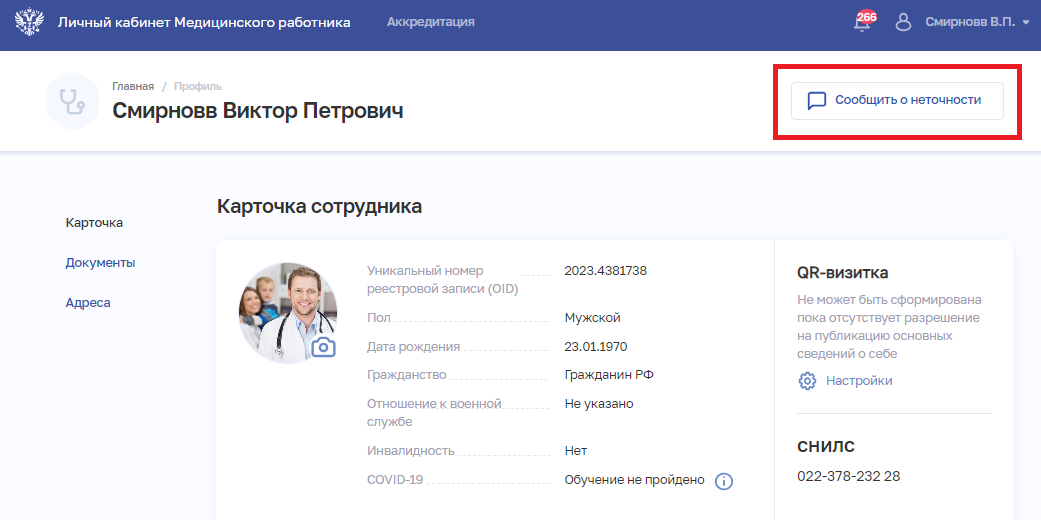 Личный кабинет Медицинского работника
Аккредитация
266
Смирновв В.П.
Главная / Профиль
Смирновв Виктор Петрович
Сообщить о неточности
Карточка
Документы
Адреса
Карточка сотрудника
Уникальный номер реестровой записи (OID) 2023.4381738
Пол Мужской
Дата рождения 23.01.1970
Гражданство Гражданин РФ
Отношение к военной службе Не указано
Инвалидность Нет
COVID-19 Обучение не пройдено
QR-визитка
Не может быть сформирована
пока отсутствует разрешение
на публикацию основных
сведений о себе
Настройки
СНИЛС
022-378-232 28